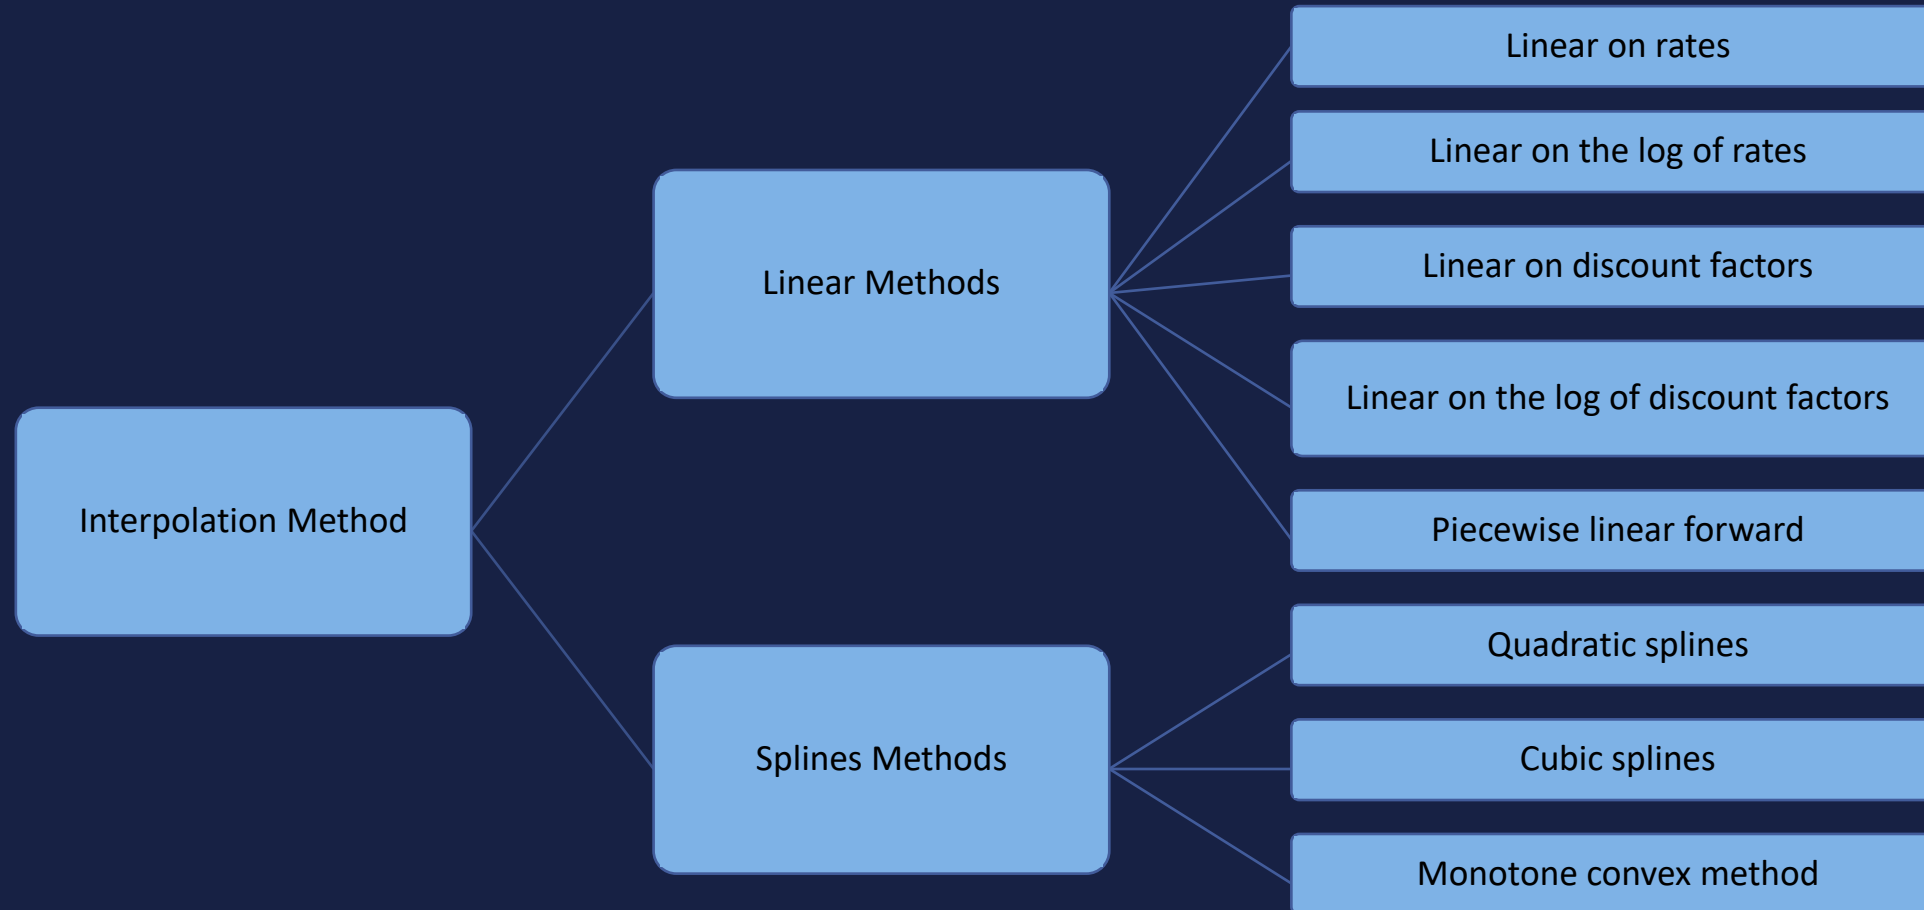 Interpolation Method
Linear Methods
Linear on rates
Linear on the log of rates
Linear on discount factors
Linear on the log of discount factors
Piecewise linear forward
Splines Methods
Quadratic splines
Cubic splines
Monotone convex method